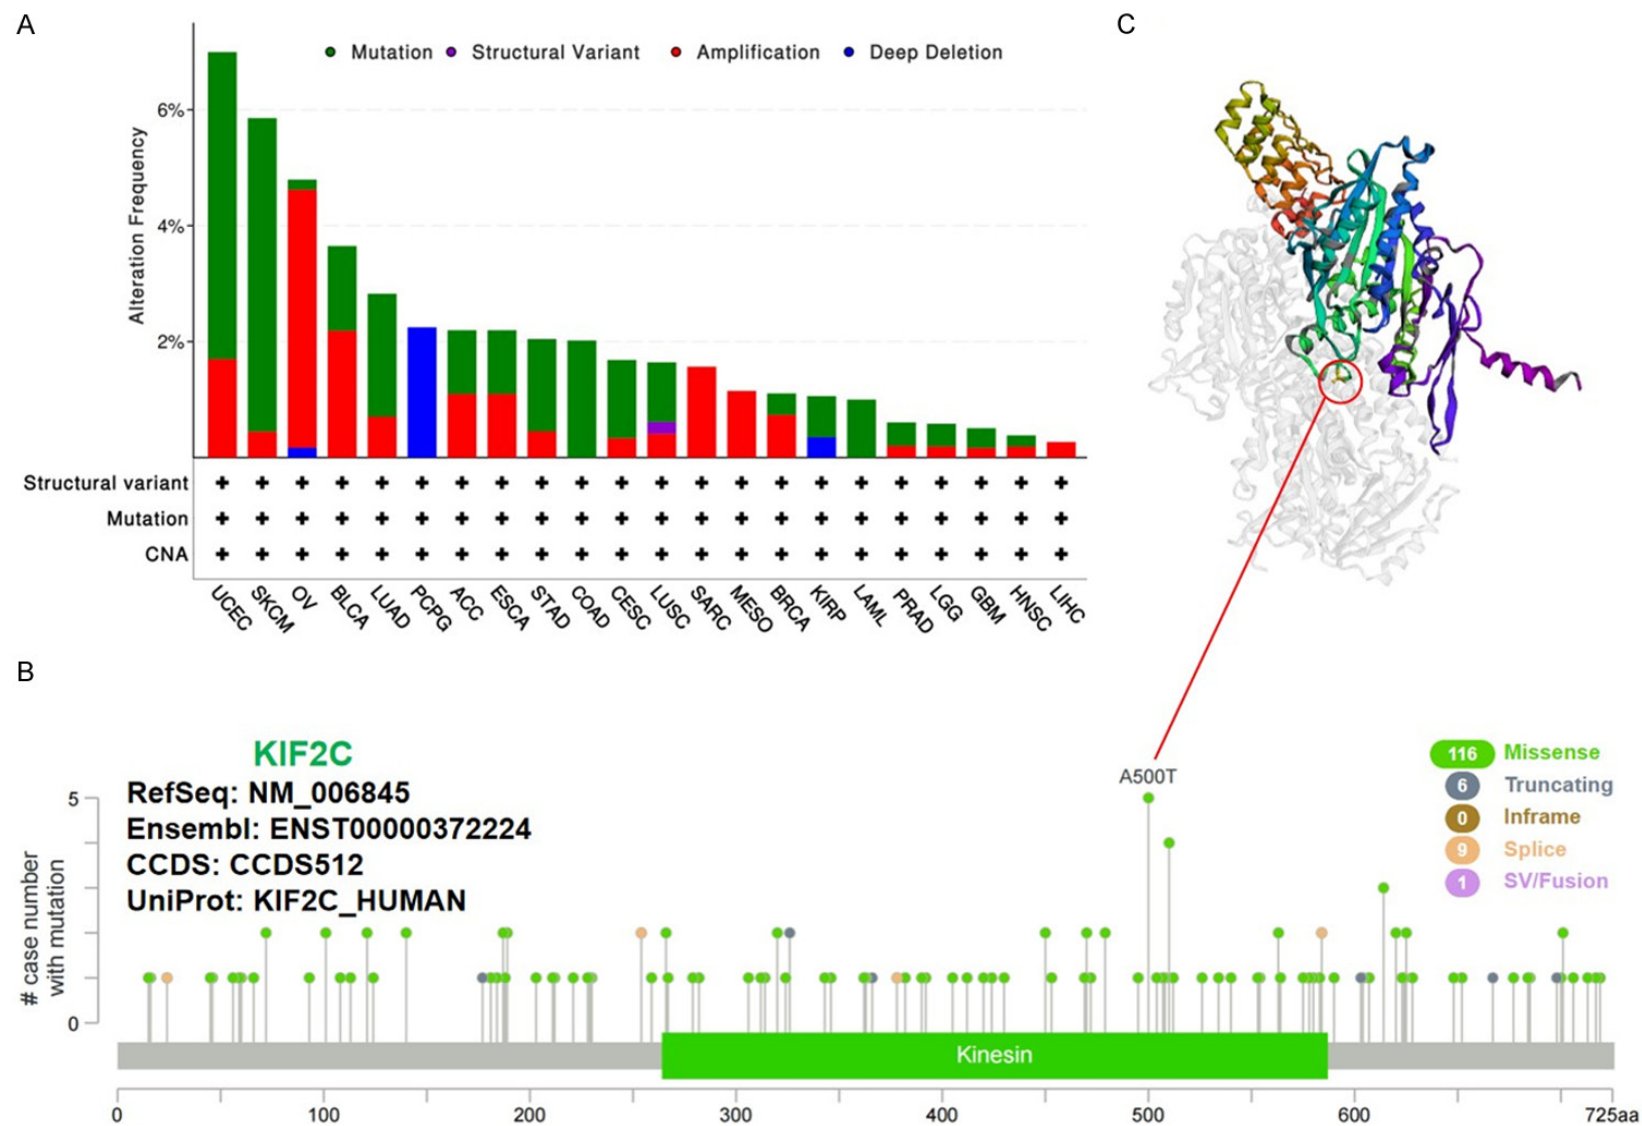 A
Mutation Structural Variant Amplification Deep Deletion
6%
4%
2%
Alteration Frequency
Structural variant + + + + + + + + + + + + + + + + + + + + + +
Mutation + + + + + + + + + + + + + + + + + + + + + +
CNA + + + + + + + + + + + + + + + + + + + + + +
UCEC SKCM OV BLCA LUAD PCPG ACC ESCA STAD COAD CESC LUSC SARC MESO BRCA KIRP LAML PRAD LGG GBM HNSC LIHC
C
B
KIF2C
RefSeq: NM_006845
Ensembl: ENST00000372224
CCDS: CCDS512
UniProt: KIF2C_HUMAN
# case number
with mutation
5
0
A500T
116 Missense
6 Truncating
0 Inframe
9 Splice
1 SV/Fusion
Kinesin
0 100 200 300 400 500 600 725aa